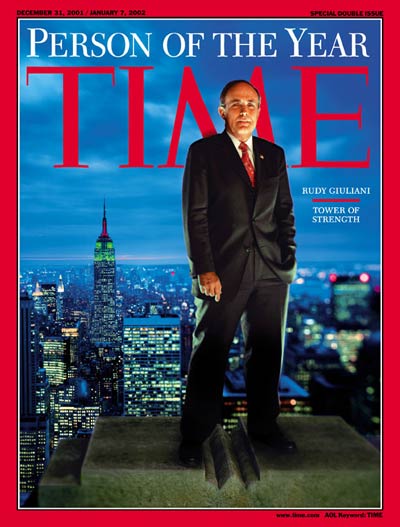 DECEMBER 31, 2001 / JANUARY 7, 2002
SPECIAL DOUBLE ISSUE
PERSON OF THE YEAR
TIME
RUDY GIULIANI
TOWER OF
STRENGTH
www.time.com AOL Keyword: TIME